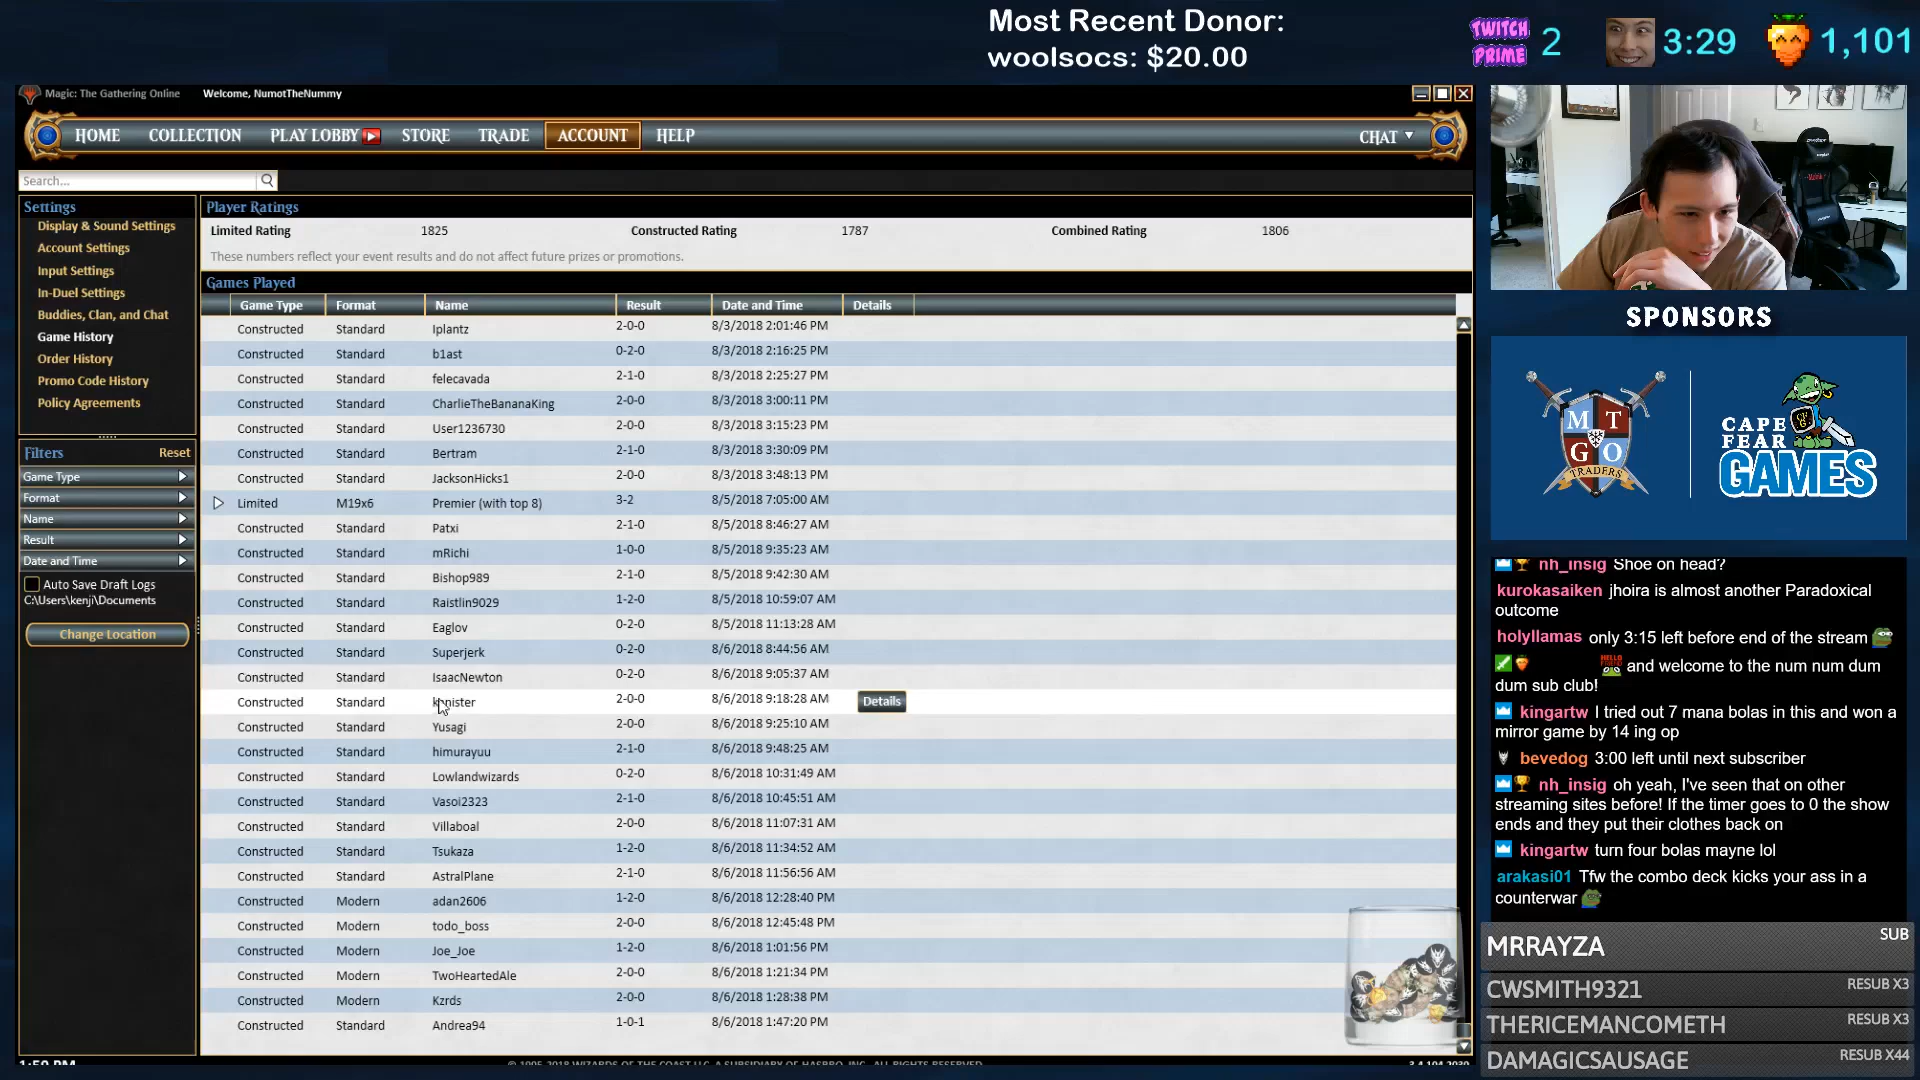 Most Recent Donor:
woolsocs: $20.00
TWITCH PRIME 2
3:29
1,101
Magic: The Gathering Online Welcome, NumotTheNummy
HOME COLLECTION PLAY LOBBY STORE TRADE ACCOUNT HELP CHAT
Search...
Settings
Display & Sound Settings
Account Settings
Input Settings
In-Duel Settings
Buddies, Clan, and Chat
Game History
Order History
Promo Code History
Policy Agreements
Filters Reset
Game Type
Format
Name
Result
Date and Time
Auto Save Draft Logs
C:\Users\kenji\Documents
Change Location
Player Ratings
Limited Rating 1825 Constructed Rating 1787 Combined Rating 1806
These numbers reflect your event results and do not affect future prizes or promotions.
Games Played
Game Type Format Name Result Date and Time Details
Constructed Standard Iplantz 2-0-0 8/3/2018 2:01:46 PM
Constructed Standard b1ast 0-2-0 8/3/2018 2:16:25 PM
Constructed Standard felecavada 2-1-0 8/3/2018 2:25:27 PM
Constructed Standard CharlieTheBananaKing 2-0-0 8/3/2018 3:00:11 PM
Constructed Standard User1236730 2-0-0 8/3/2018 3:15:23 PM
Constructed Standard Bertram 2-1-0 8/3/2018 3:30:09 PM
Constructed Standard JacksonHicks1 2-0-0 8/3/2018 3:48:13 PM
Limited M19x6 Premier (with top 8) 3-2 8/5/2018 7:05:00 AM
Constructed Standard Patxi 2-1-0 8/5/2018 8:46:27 AM
Constructed Standard mRichi 1-0-0 8/5/2018 9:35:23 AM
Constructed Standard Bishop989 2-1-0 8/5/2018 9:42:30 AM
Constructed Standard Raistlin9029 1-2-0 8/5/2018 10:59:07 AM
Constructed Standard Eaglov 0-2-0 8/5/2018 11:13:28 AM
Constructed Standard Superjerk 0-2-0 8/6/2018 8:44:56 AM
Constructed Standard IsaacNewton 0-2-0 8/6/2018 9:05:37 AM
Constructed Standard 2-0-0 8/6/2018 9:18:28 AM Details
Constructed Standard Yusagi 2-0-0 8/6/2018 9:25:10 AM
Constructed Standard himurayuu 2-1-0 8/6/2018 9:48:25 AM
Constructed Standard Lowlandwizards 0-2-0 8/6/2018 10:31:49 AM
Constructed Standard Vasoi2323 2-1-0 8/6/2018 10:45:51 AM
Constructed Standard Villaboal 2-0-0 8/6/2018 11:07:31 AM
Constructed Standard Tsukaza 1-2-0 8/6/2018 11:34:52 AM
Constructed Standard AstralPlane 2-1-0 8/6/2018 11:56:56 AM
Constructed Modern adan2606 1-2-0 8/6/2018 12:28:40 PM
Constructed Modern todo_boss 2-0-0 8/6/2018 12:45:48 PM
Constructed Modern Joe_Joe 1-2-0 8/6/2018 1:01:56 PM
Constructed Modern TwoHeartedAle 2-0-0 8/6/2018 1:21:34 PM
Constructed Modern Kzrds 2-0-0 8/6/2018 1:28:38 PM
Constructed Standard Andrea94 1-0-1 8/6/2018 1:47:20 PM
SPONSORS
M T G O TRADERS
CAPE FEAR GAMES
nh_insig Shoe on head?
kurokasaiken jhoira is almost another Paradoxical
outcome
holyllamas only 3:15 left before end of the stream
HELLO and welcome to the num num dum
dum sub club!
kingartw I tried out 7 mana bolas in this and won a
mirror game by 14 ing op
bevedog 3:00 left until next subscriber
nh_insig oh yeah, I've seen that on other
streaming sites before! If the timer goes to 0 the show
ends and they put their clothes back on
kingartw turn four bolas mayne lol
arakasi01 Tfw the combo deck kicks your ass in a
counterwar
MRRAYZA SUB
CWSMITH9321 RESUB X3
THERICEMANCOMETH RESUB X3
DAMAGICSAUSAGE RESUB X44